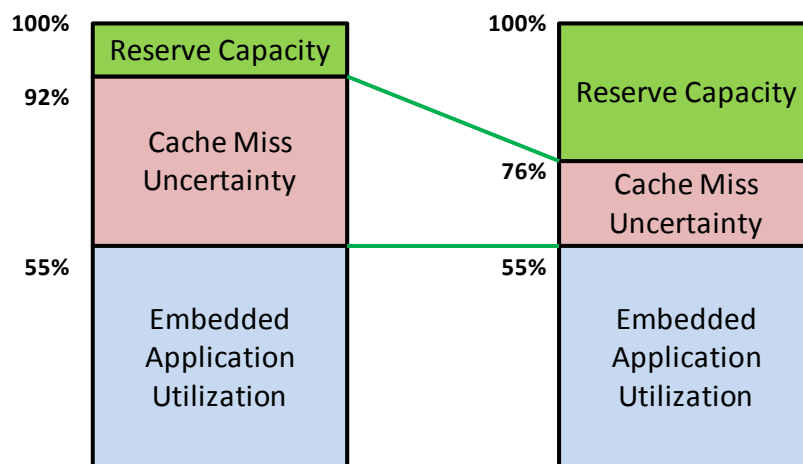 100%
Reserve Capacity
92%
Cache Miss
Uncertainty
55%
Embedded
Application
Utilization
100%
Reserve Capacity
76%
Cache Miss
Uncertainty
55%
Embedded
Application
Utilization